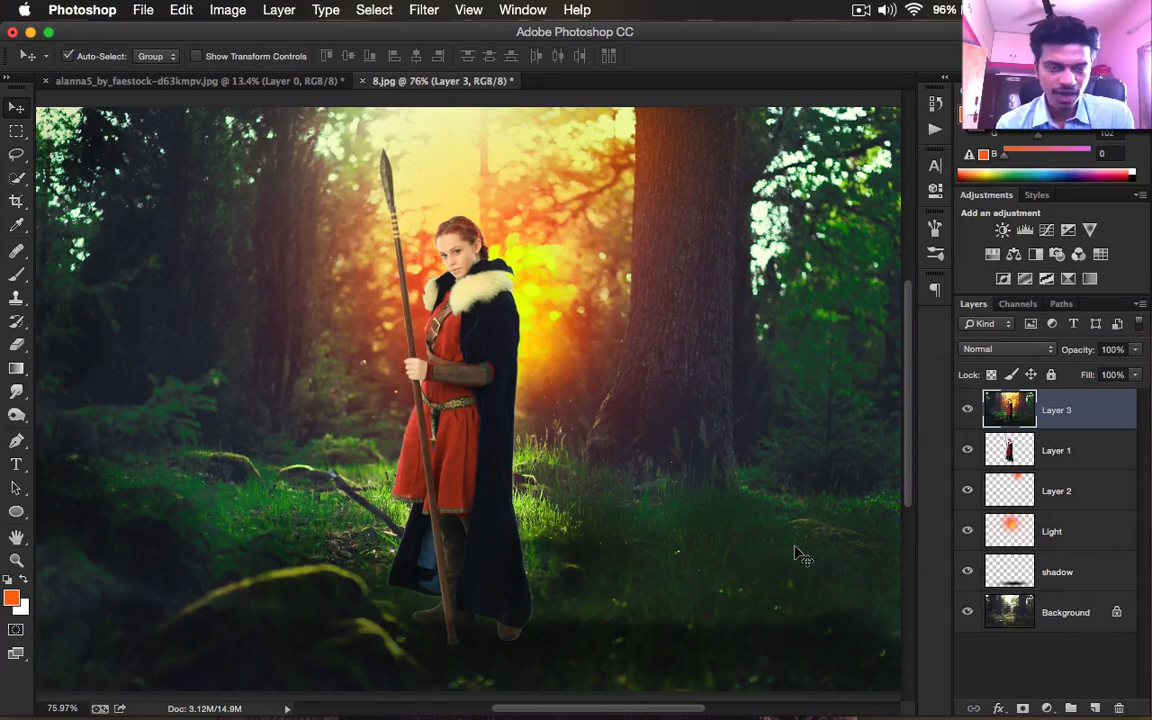 Photoshop File Edit Image Layer Type Select Filter View Window Help 96%
Adobe Photoshop CC
Auto-Select: Group Show Transform Controls
alanna5_by_faestock-d63kmpv.jpg @ 13.4% (Layer 0, RGB/8) * 8.jpg @ 76% (Layer 3, RGB/8) *
G 102
B 0
Adjustments Styles
Add an adjustment
Layers Channels Paths
Kind
Normal Opacity: 100%
Lock: Fill: 100%
Layer 3
Layer 1
Layer 2
Light
shadow
Background
75.97% Doc: 3.12M/14.9M